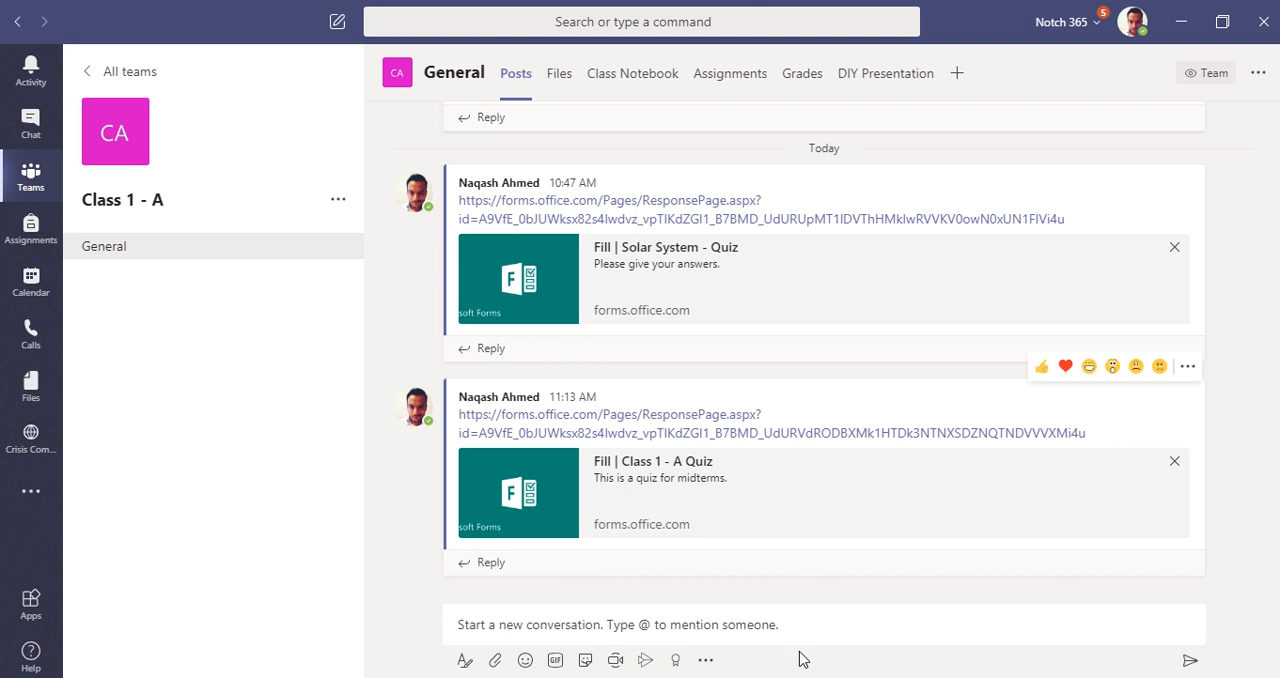 Search or type a command
Notch 365
5
Activity
Chat
Teams
Assignments
Calendar
Calls
Files
Crisis Com...
Apps
Help
All teams
CA
Class 1 - A
General
CA
General
Posts
Files
Class Notebook
Assignments
Grades
DIY Presentation
Team
Reply
Today
Naqash Ahmed 10:47 AM
https://forms.office.com/Pages/ResponsePage.aspx?
Fill | Solar System - Quiz
Please give your answers.
soft Forms
forms.office.com
Reply
Naqash Ahmed 11:13 AM
https://forms.office.com/Pages/ResponsePage.aspx?
Fill | Class 1 - A Quiz
This is a quiz for midterms.
soft Forms
forms.office.com
Reply
Start a new conversation. Type @ to mention someone.
GIF